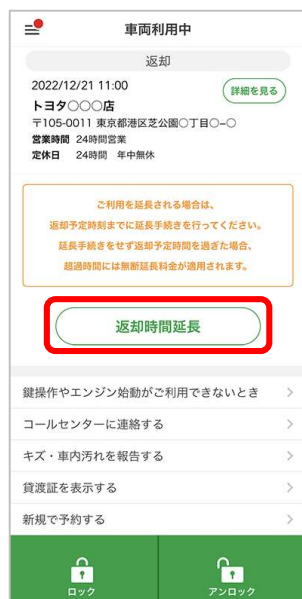 車両利用中
返却
2022/12/21 11:00
詳細を見る
トヨタ○○○店
〒105-0011 東京都港区芝公園○丁目○-○
営業時間 24時間営業
定休日 24時間 年中無休
ご利用を延長される場合は、
返却予定時刻までに延長手続きを行ってください。
延長手続きをせず返却予定時間を過ぎた場合、
超過時間には無断延長料金が適用されます。
返却時間延長
鍵操作やエンジン始動がご利用できないとき
コールセンターに連絡する
キズ・車内汚れを報告する
貸渡証を表示する
新規で予約する
ロック
アンロック